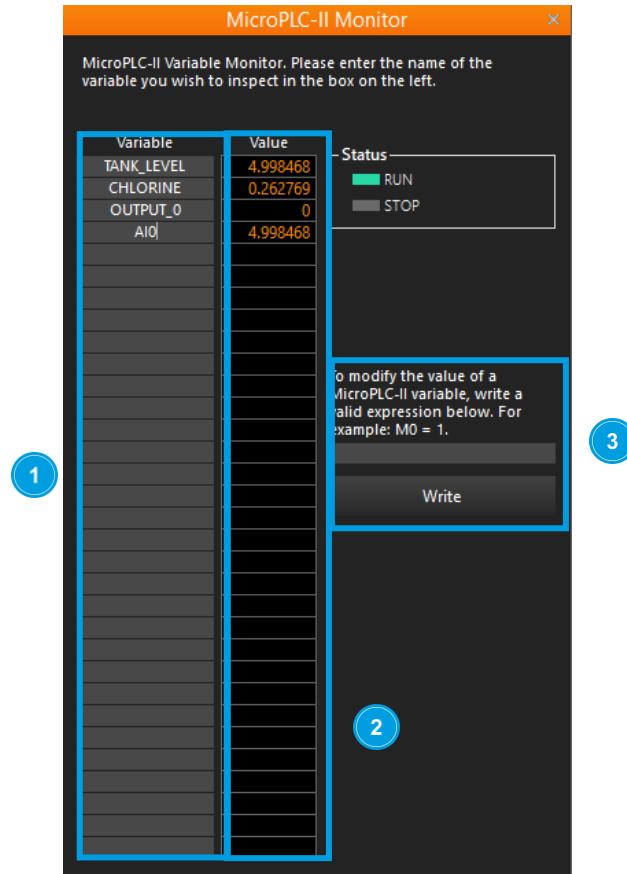 MicroPLC-II Monitor
×
MicroPLC-II Variable Monitor. Please enter the name of the
variable you wish to inspect in the box on the left.
Variable Value
TANK_LEVEL 4.998468
CHLORINE 0.262769
OUTPUT_0 0
AI0 4.998468
Status
RUN
STOP
o modify the value of a
MicroPLC-II variable, write a
valid expression below. For
example: M0 = 1.
Write
1
2
3